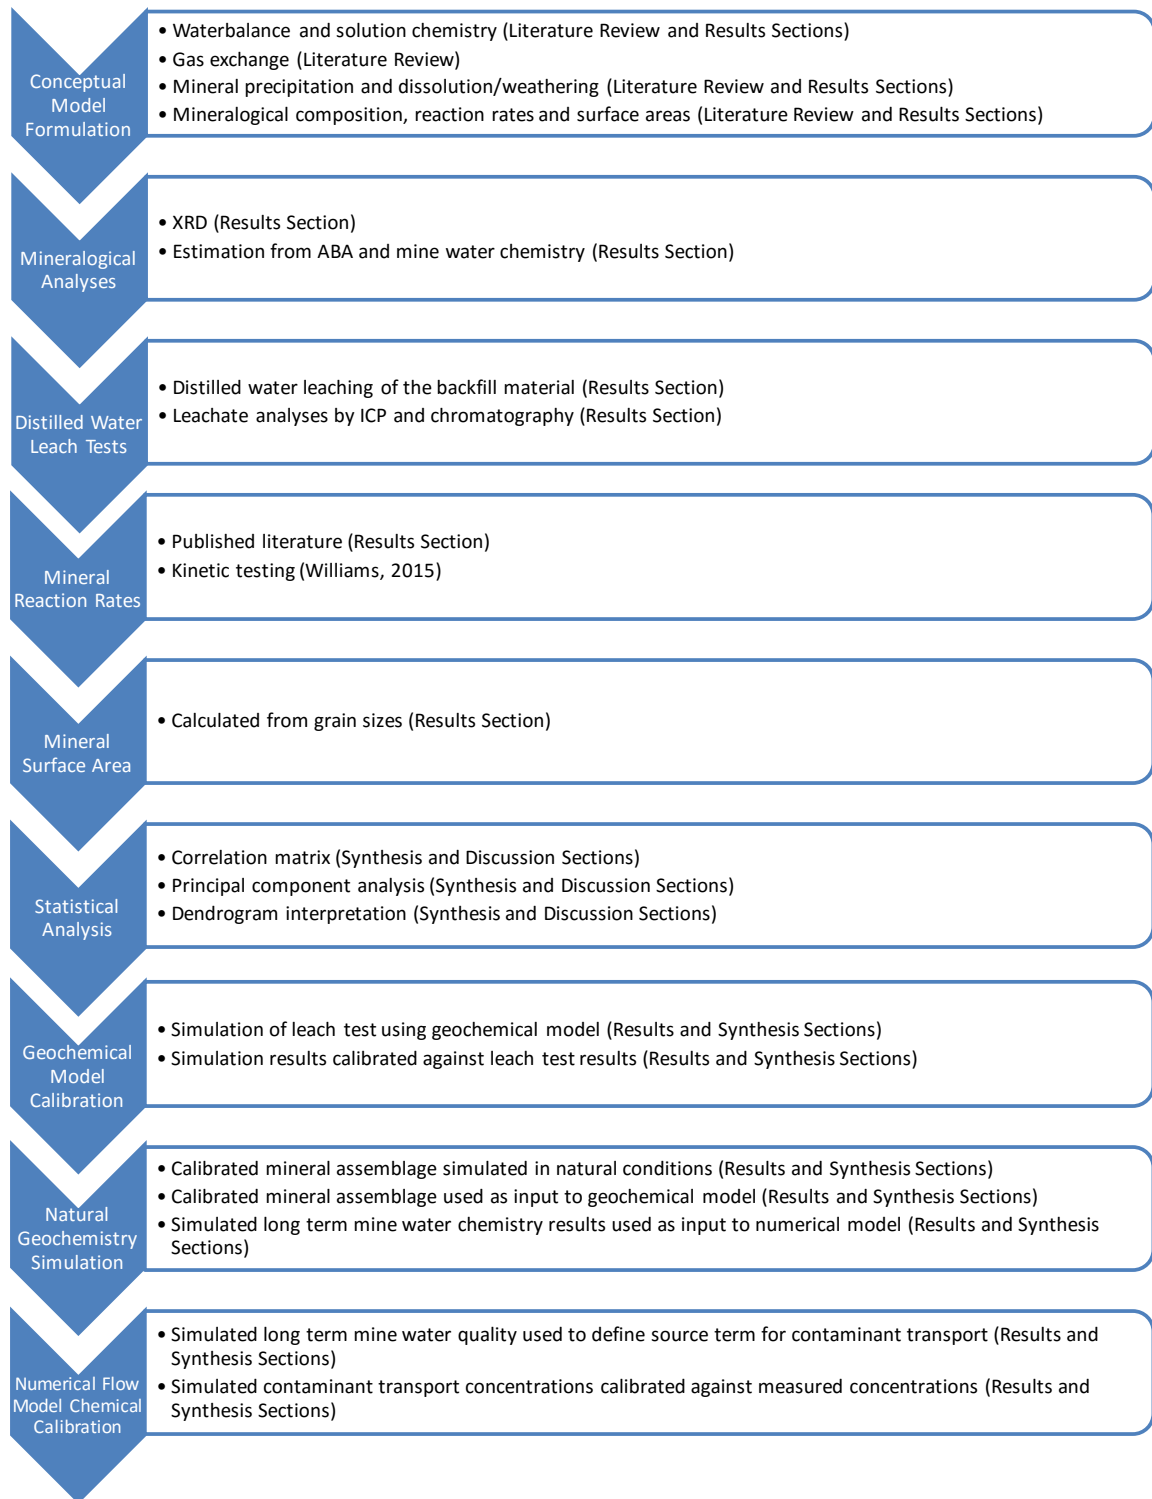 Conceptual
Model
Formulation
• Waterbalance and solution chemistry (Literature Review and Results Sections)
• Gas exchange (Literature Review)
• Mineral precipitation and dissolution/weathering (Literature Review and Results Sections)
• Mineralogical composition, reaction rates and surface areas (Literature Review and Results Sections)
Mineralogical
Analyses
• XRD (Results Section)
• Estimation from ABA and mine water chemistry (Results Section)
Distilled Water
Leach Tests
• Distilled water leaching of the backfill material (Results Section)
• Leachate analyses by ICP and chromatography (Results Section)
Mineral
Reaction Rates
• Published literature (Results Section)
• Kinetic testing (Williams, 2015)
Mineral
Surface Area
• Calculated from grain sizes (Results Section)
Statistical
Analysis
• Correlation matrix (Synthesis and Discussion Sections)
• Principal component analysis (Synthesis and Discussion Sections)
• Dendrogram interpretation (Synthesis and Discussion Sections)
Geochemical
Model
Calibration
• Simulation of leach test using geochemical model (Results and Synthesis Sections)
• Simulation results calibrated against leach test results (Results and Synthesis Sections)
Natural
Geochemistry
Simulation
• Calibrated mineral assemblage simulated in natural conditions (Results and Synthesis Sections)
• Calibrated mineral assemblage used as input to geochemical model (Results and Synthesis Sections)
• Simulated long term mine water chemistry results used as input to numerical model (Results and Synthesis
Sections)
Numerical Flow
Model Chemical
Calibration
• Simulated long term mine water quality used to define source term for contaminant transport (Results and
Synthesis Sections)
• Simulated contaminant transport concentrations calibrated against measured concentrations (Results and
Synthesis Sections)